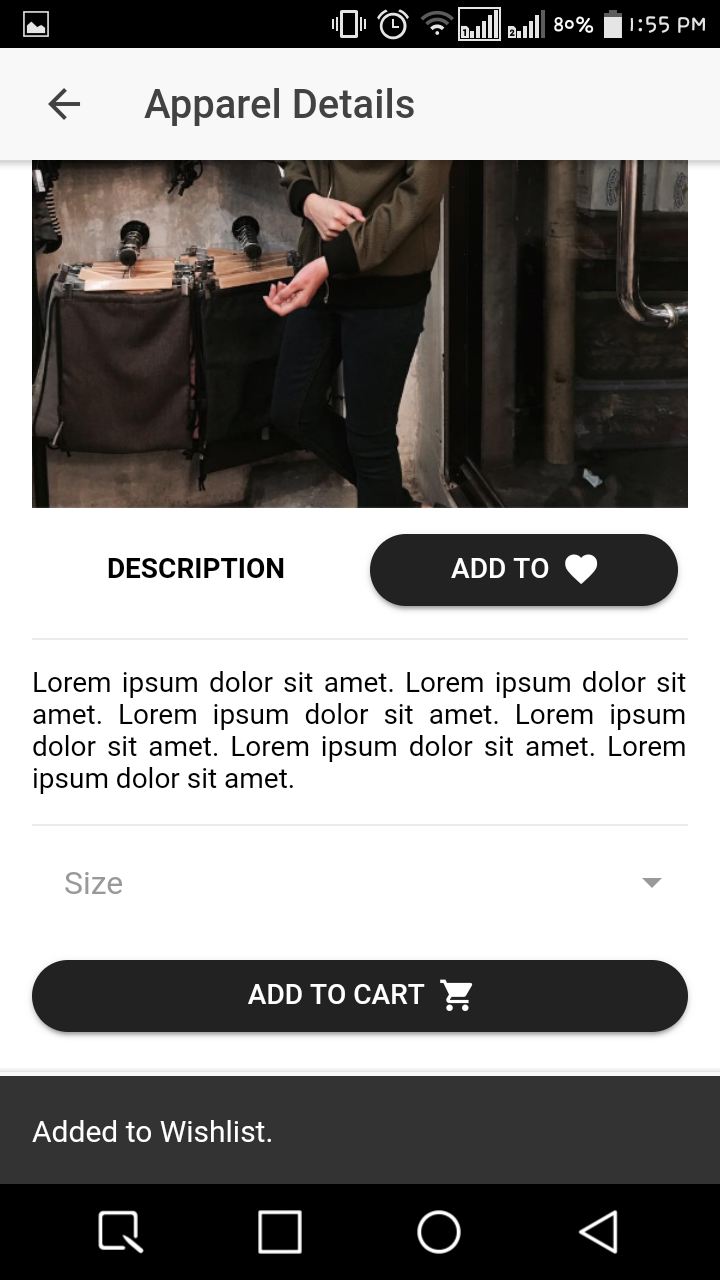 1 2 80% 1:55 PM
Apparel Details
DESCRIPTION
ADD TO
Lorem ipsum dolor sit amet. Lorem ipsum dolor sit
amet. Lorem ipsum dolor sit amet. Lorem ipsum
dolor sit amet. Lorem ipsum dolor sit amet. Lorem
ipsum dolor sit amet.
Size
ADD TO CART
Added to Wishlist.